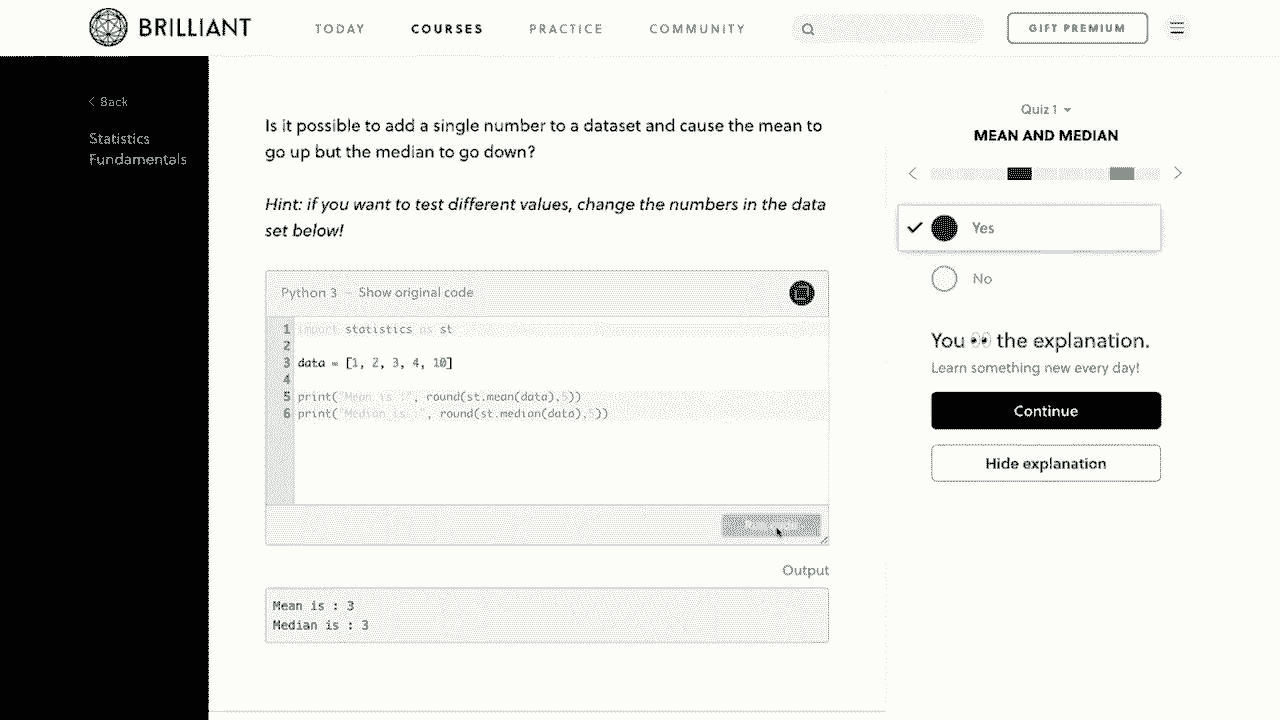 BRILLIANT
TODAY
COURSES
PRACTICE
COMMUNITY
GIFT PREMIUM
Back
Statistics
Fundamentals
Is it possible to add a single number to a dataset and cause the mean to
go up but the median to go down?
Hint: if you want to test different values, change the numbers in the data
set below!
Python 3 – Show original code
1 import statistics as st
2
3 data = [1, 2, 3, 4, 10]
4
5 print("Mean is :", round(st.mean(data),5))
6 print("Median is :", round(st.median(data),5))
Output
Mean is : 3
Median is : 3
Quiz 1
MEAN AND MEDIAN
Yes
No
You 👀 the explanation.
Learn something new every day!
Continue
Hide explanation